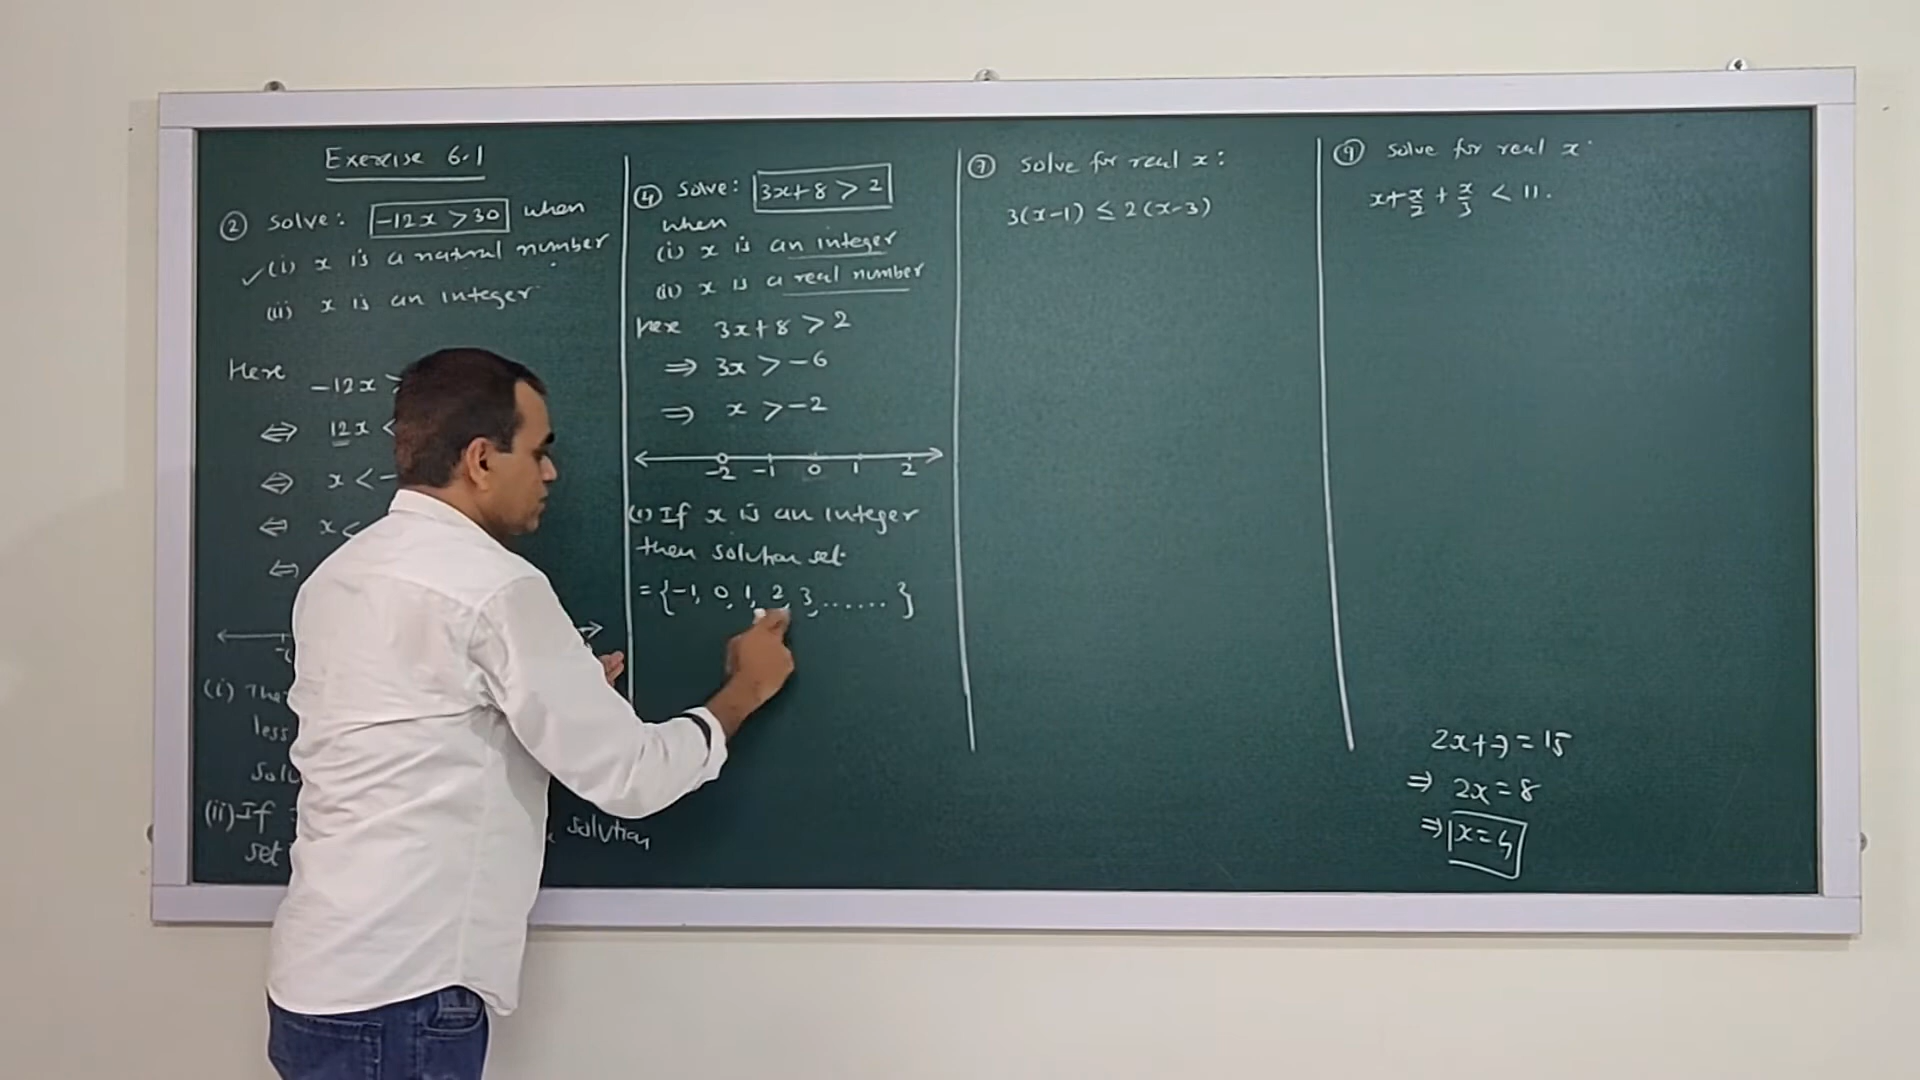 Exercise 6.1
② Solve: -12x > 30 when
✓ (i) x is a natural number
(ii) x is an integer
Here -12x >
⇔ 12x <
⇔ x < -
⇔ x <
⇔
(i)
less
(ii) If
set
solution
④ Solve: 3x+8 > 2
when
(i) x is an integer
(ii) x is a real number
Here 3x+8 > 2
⇒ 3x > -6
⇒ x > -2
-2 -1 0 1 2
(i) If x is an integer
then solution set
= {-1, 0, 1, 2, 3, ...... }
⑦ Solve for real x:
3(x-1) ≤ 2(x-3)
⑨ Solve for real x.
x+x/2 + x/3 < 11.
2x+7=15
⇒ 2x=8
⇒ x=4